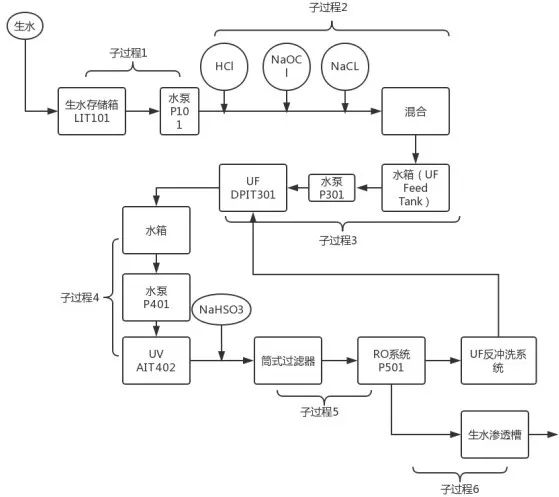 子过程2
生水
子过程1
HCl
NaOC
l
NaCL
生水存储箱
LIT101
水泵
P10
1
混合
UF
DPIT301
水泵
P301
水箱（UF
Feed
Tank）
水箱
子过程3
子过程4
水泵
P401
NaHSO3
UV
AIT402
筒式过滤器
RO系统
P501
UF反冲洗系
统
子过程5
生水渗透槽
子过程6